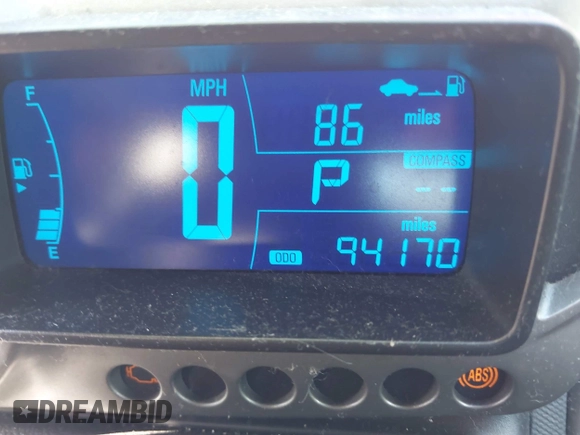 F
MPH
0
86 miles
P
COMPASS
--
E
miles
ODO 94170
ABS
DREAMBID